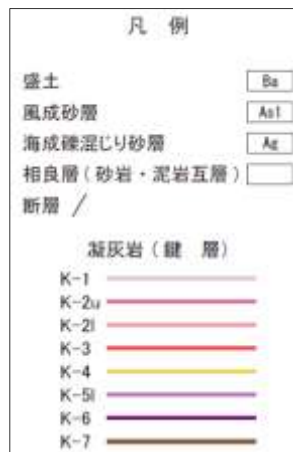 凡 例
盛土 Ba
風成砂層 As1
海成礫混じり砂層 Ag
相良層(砂岩・泥岩互層)
断層
凝灰岩(鍵 層)
K-1
K-2u
K-2l
K-3
K-4
K-5l
K-6
K-7